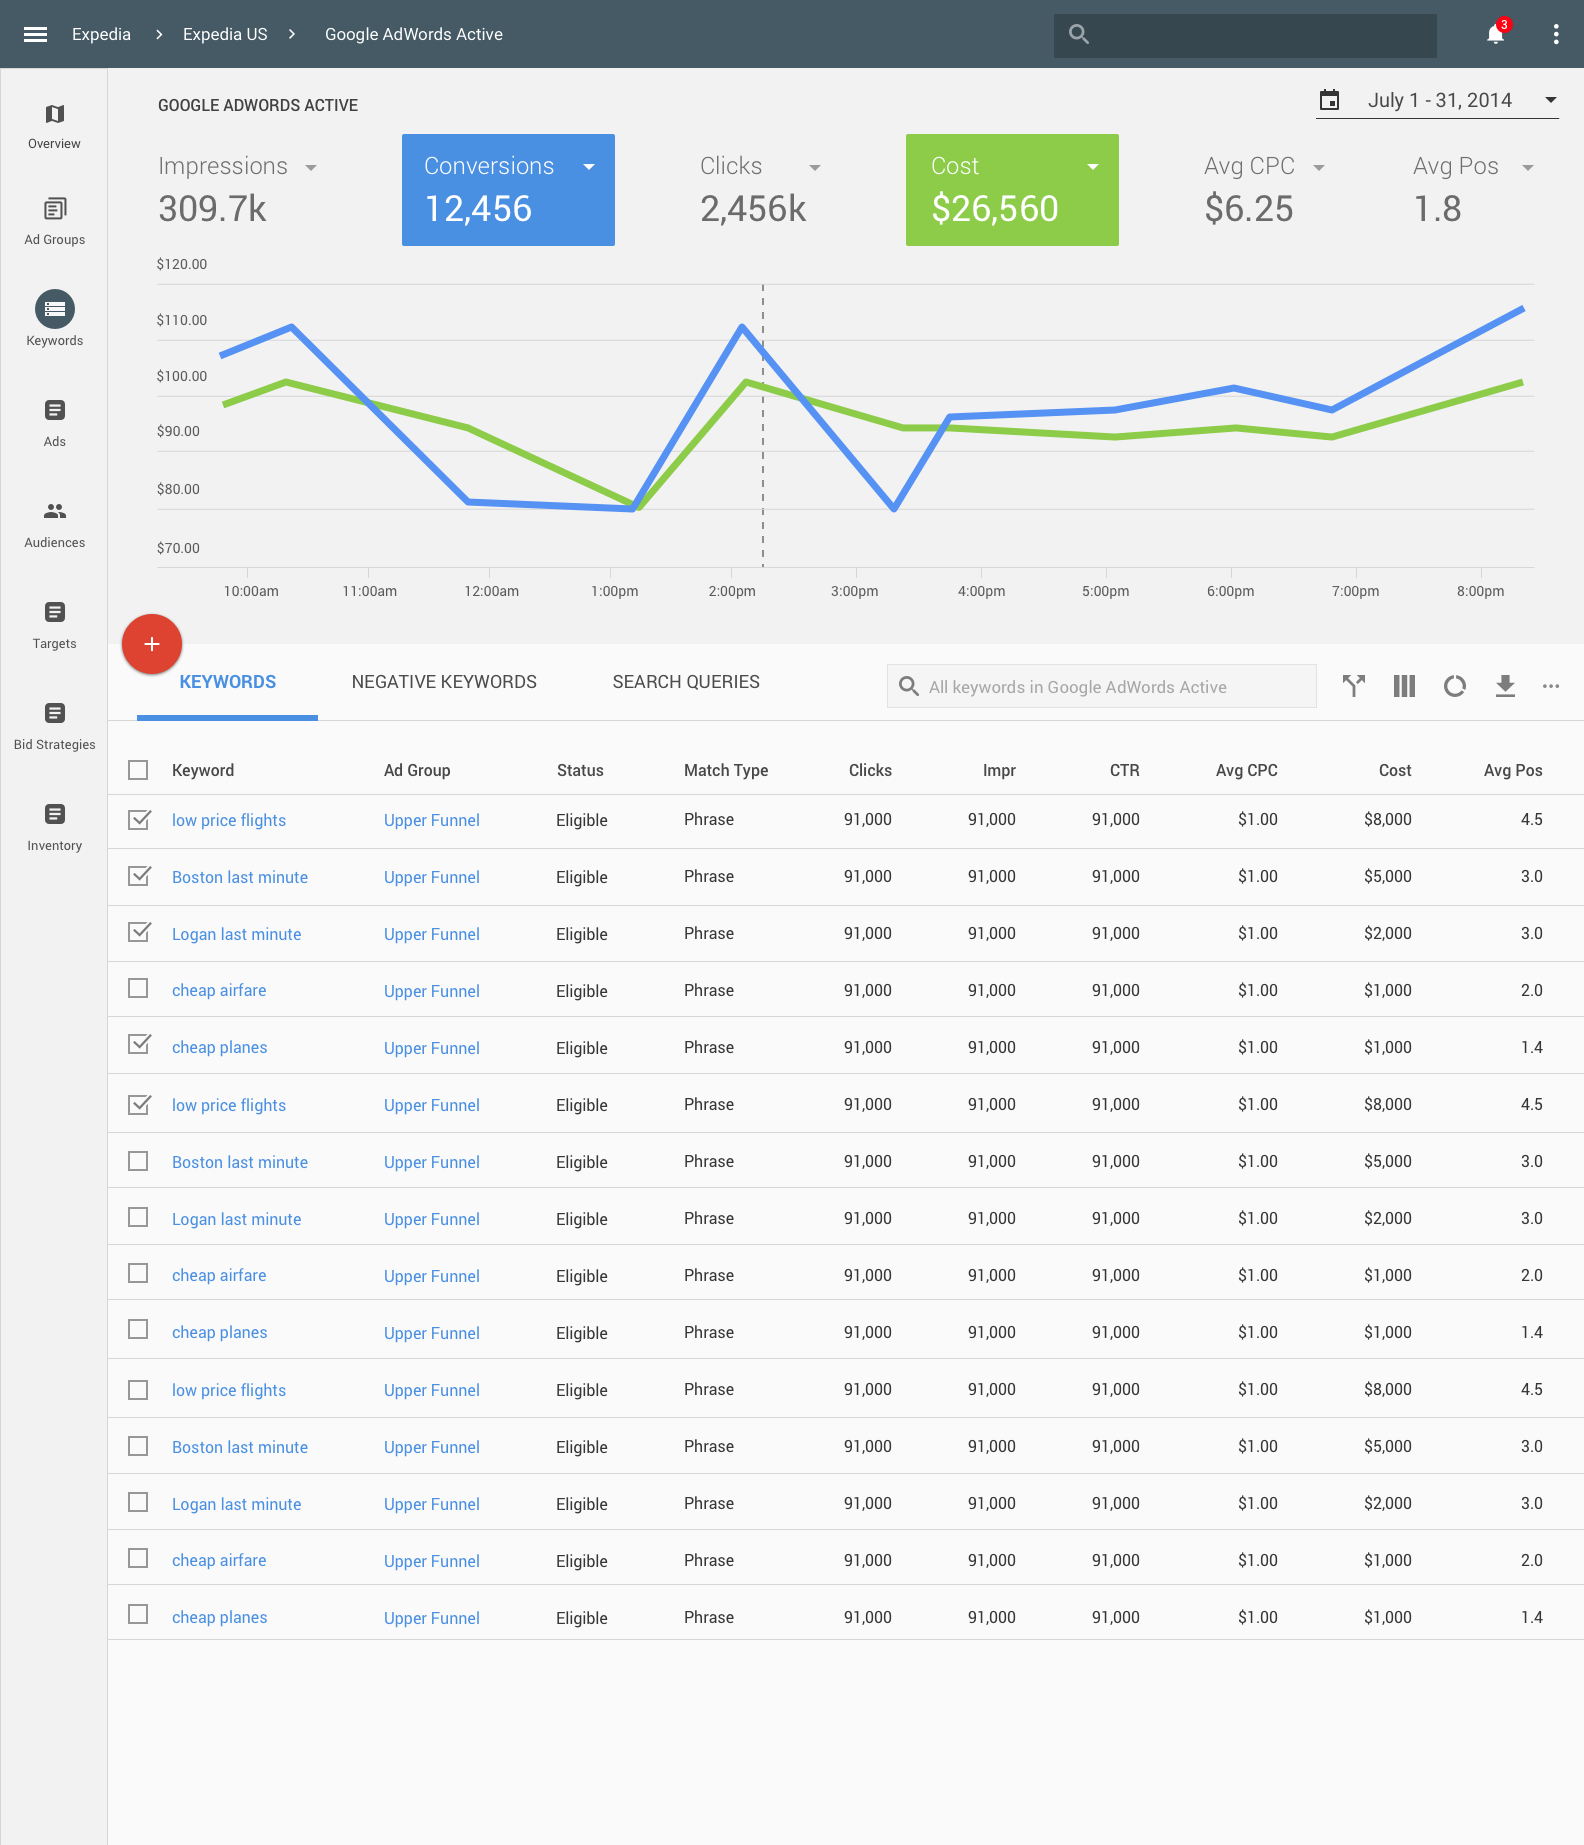 Expedia > Expedia US > Google AdWords Active
3
GOOGLE ADWORDS ACTIVE
July 1 - 31, 2014
Overview
Ad Groups
Keywords
Ads
Audiences
Targets
Bid Strategies
Inventory
Impressions Conversions Clicks Cost Avg CPC Avg Pos
309.7k 12,456 2,456k $26,560 $6.25 1.8
$120.00
$110.00
$100.00
$90.00
$80.00
$70.00
10:00am 11:00am 12:00am 1:00pm 2:00pm 3:00pm 4:00pm 5:00pm 6:00pm 7:00pm 8:00pm
+
KEYWORDS NEGATIVE KEYWORDS SEARCH QUERIES All keywords in Google AdWords Active
Keyword Ad Group Status Match Type Clicks Impr CTR Avg CPC Cost Avg Pos
low price flights Upper Funnel Eligible Phrase 91,000 91,000 91,000 $1.00 $8,000 4.5
Boston last minute Upper Funnel Eligible Phrase 91,000 91,000 91,000 $1.00 $5,000 3.0
Logan last minute Upper Funnel Eligible Phrase 91,000 91,000 91,000 $1.00 $2,000 3.0
cheap airfare Upper Funnel Eligible Phrase 91,000 91,000 91,000 $1.00 $1,000 2.0
cheap planes Upper Funnel Eligible Phrase 91,000 91,000 91,000 $1.00 $1,000 1.4
low price flights Upper Funnel Eligible Phrase 91,000 91,000 91,000 $1.00 $8,000 4.5
Boston last minute Upper Funnel Eligible Phrase 91,000 91,000 91,000 $1.00 $5,000 3.0
Logan last minute Upper Funnel Eligible Phrase 91,000 91,000 91,000 $1.00 $2,000 3.0
cheap airfare Upper Funnel Eligible Phrase 91,000 91,000 91,000 $1.00 $1,000 2.0
cheap planes Upper Funnel Eligible Phrase 91,000 91,000 91,000 $1.00 $1,000 1.4
low price flights Upper Funnel Eligible Phrase 91,000 91,000 91,000 $1.00 $8,000 4.5
Boston last minute Upper Funnel Eligible Phrase 91,000 91,000 91,000 $1.00 $5,000 3.0
Logan last minute Upper Funnel Eligible Phrase 91,000 91,000 91,000 $1.00 $2,000 3.0
cheap airfare Upper Funnel Eligible Phrase 91,000 91,000 91,000 $1.00 $1,000 2.0
cheap planes Upper Funnel Eligible Phrase 91,000 91,000 91,000 $1.00 $1,000 1.4